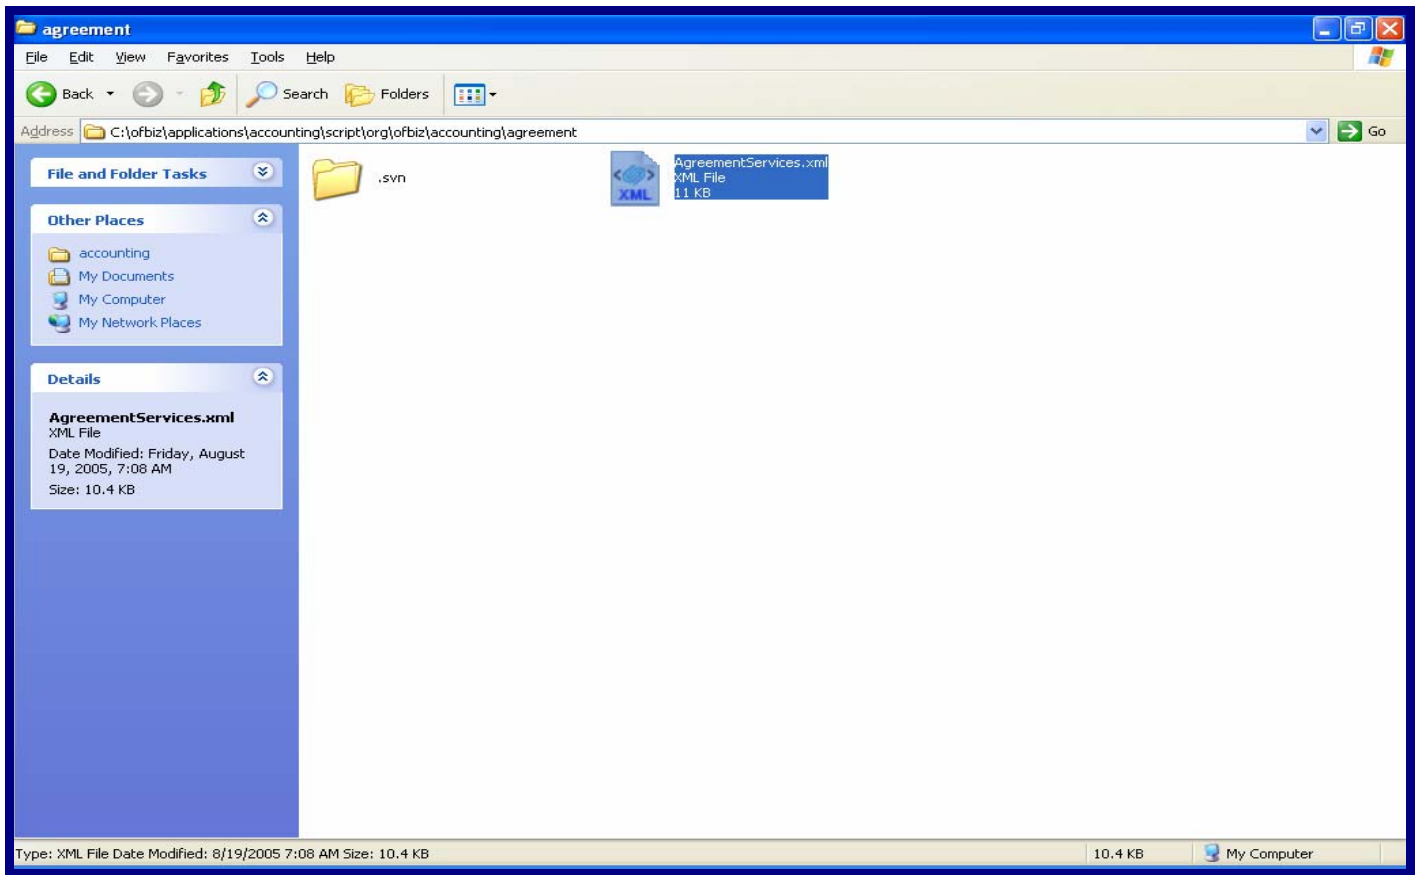 agreement
File Edit View Favorites Tools Help
Back Search Folders
Address C:\ofbiz\applications\accounting\script\org\ofbiz\accounting\agreement Go
File and Folder Tasks
Other Places
accounting
My Documents
My Computer
My Network Places
Details
AgreementServices.xml
XML File
Date Modified: Friday, August
19, 2005, 7:08 AM
Size: 10.4 KB
.svn
XML
AgreementServices.xml
XML File
11 KB
Type: XML File Date Modified: 8/19/2005 7:08 AM Size: 10.4 KB 10.4 KB My Computer